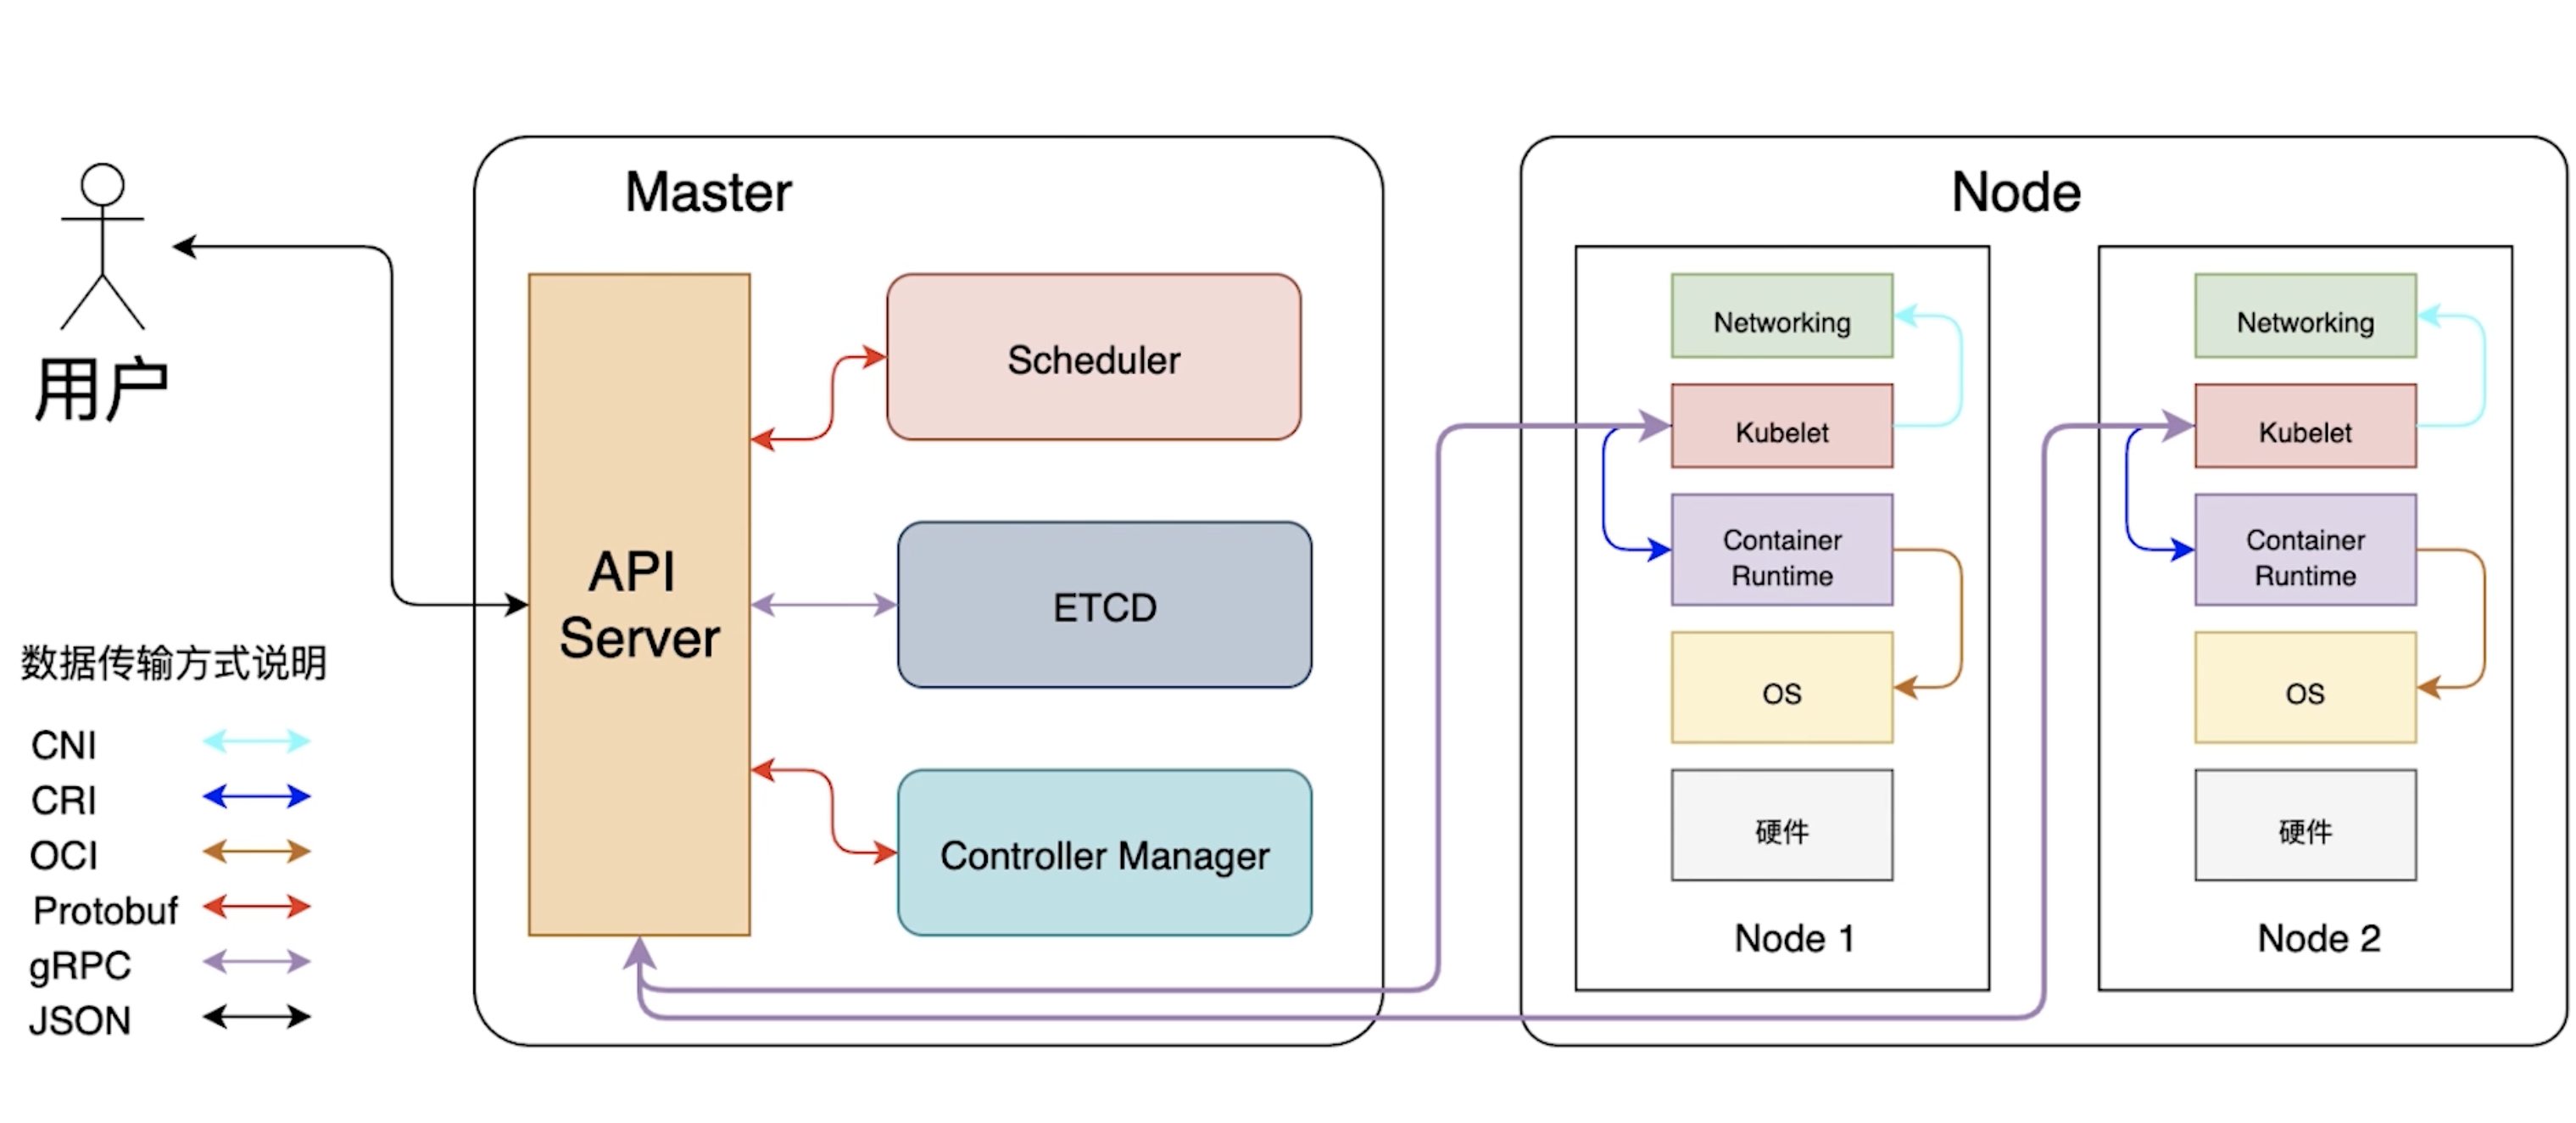 用户
数据传输方式说明
CNI
CRI
OCI
Protobuf
gRPC
JSON
Master
API
Server
Scheduler
ETCD
Controller Manager
Node
Networking
Kubelet
Container
Runtime
OS
硬件
Node 1
Networking
Kubelet
Container
Runtime
OS
硬件
Node 2